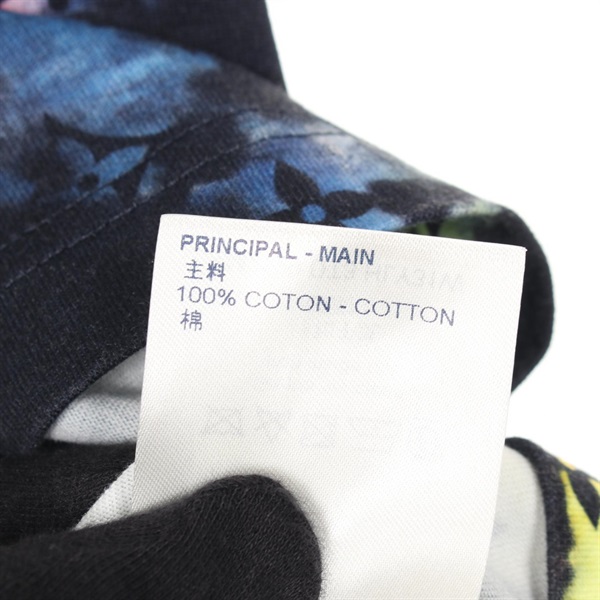 PRINCIPAL - MAIN
主料
100% COTON - COTTON
棉